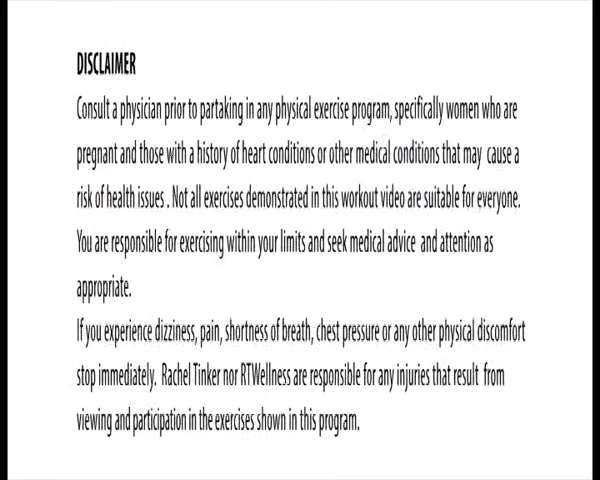 DISCLAIMER
Consult a physician prior to partaking in any physical exercise program, specifically women who are
pregnant and those with a history of heart conditions or other medical conditions that may cause a
risk of health issues . Not all exercises demonstrated in this workout video are suitable for everyone.
You are responsible for exercising within your limits and seek medical advice and attention as
appropriate.
If you experience dizziness, pain, shortness of breath, chest pressure or any other physical discomfort
stop immediately. Rachel Tinker nor RTWellness are responsible for any injuries that result from
viewing and participation in the exercises shown in this program.